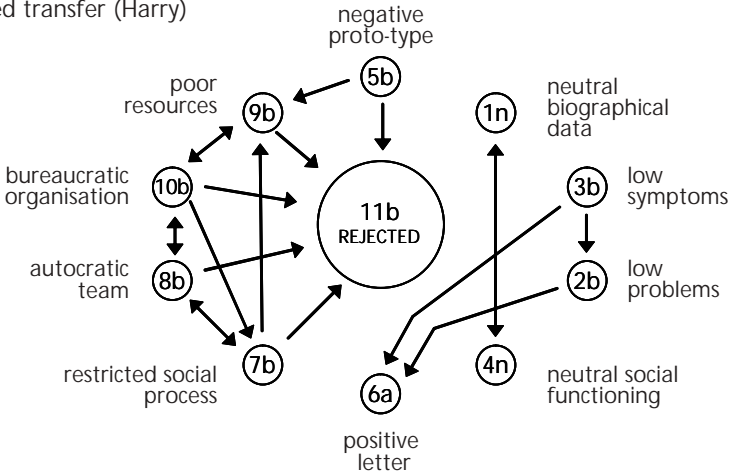 transfer (Harry)
negative
proto-type
5b
poor
resources
9b
1n
neutral
biographical
data
bureaucratic
organisation
10b
11b
REJECTED
3b
low
symptoms
autocratic
team
8b
2b
low
problems
restricted social
process
7b
6a
4n
neutral social
functioning
positive
letter